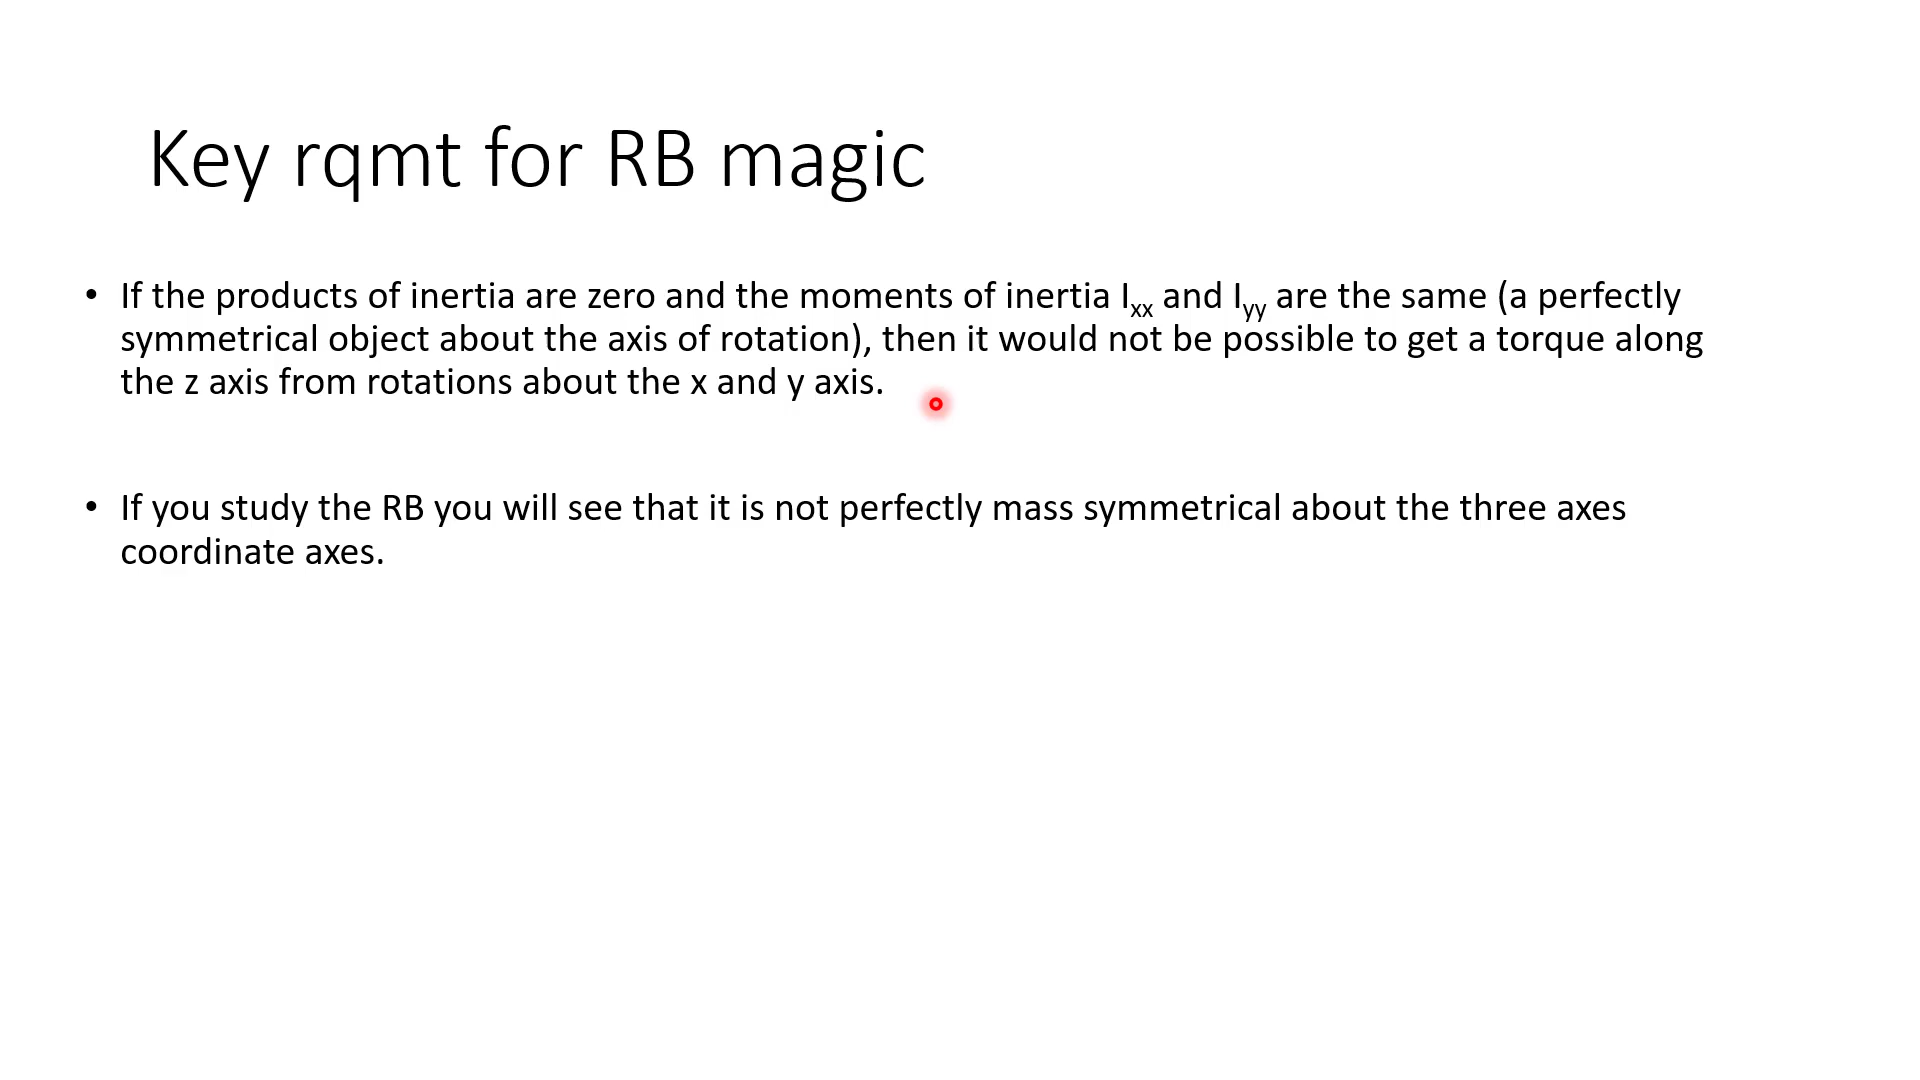 Key rqmt for RB magic
• If the products of inertia are zero and the moments of inertia Ixx and Iyy are the same (a perfectly
symmetrical object about the axis of rotation), then it would not be possible to get a torque along
the z axis from rotations about the x and y axis.
• If you study the RB you will see that it is not perfectly mass symmetrical about the three axes
coordinate axes.